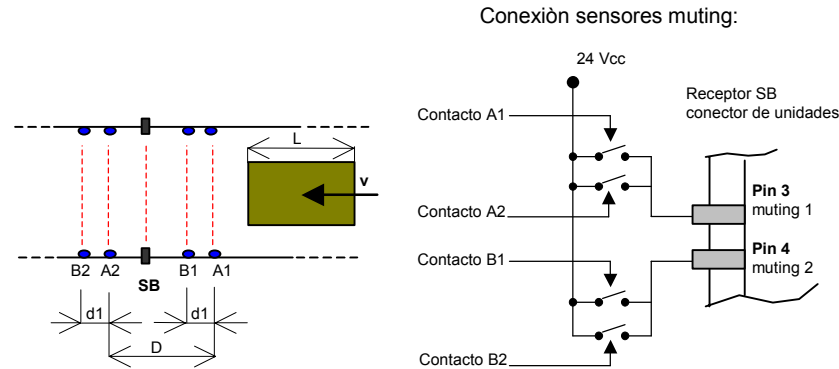 Conexiòn sensores muting:
24 Vcc
Receptor SB
conector de unidades
Contacto A1
L
v
Pin 3
muting 1
Contacto A2
Pin 4
muting 2
Contacto B1
B2 A2 SB B1 A1
d1 d1
D
Contacto B2